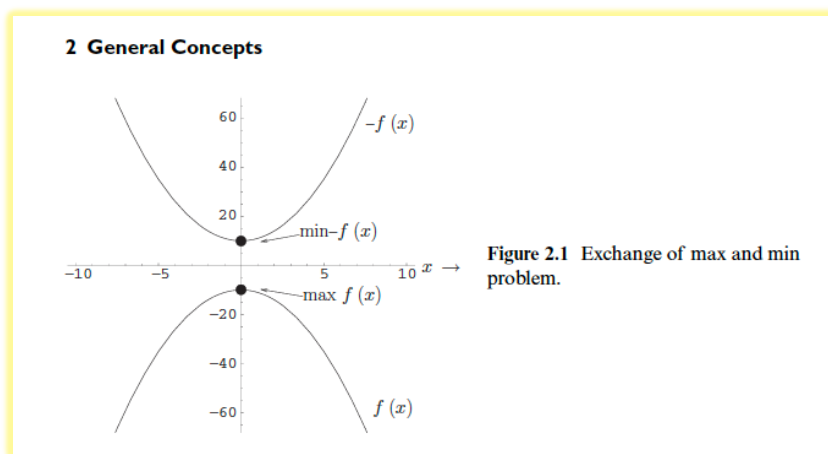 2 General Concepts
60
−f (x)
40
20
min−f (x)
−10
−5
5
10 x →
max f (x)
−20
−40
−60
f (x)
Figure 2.1 Exchange of max and min
problem.